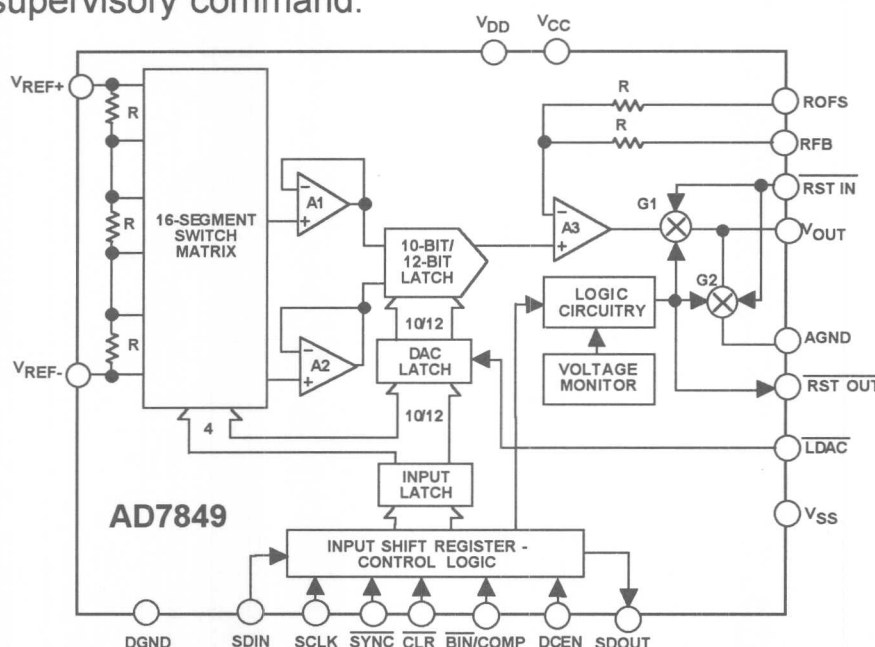 supervisory command.
VDD
VCC
VREF+
R
R
R
VREF-
16-SEGMENT
SWITCH
MATRIX
A1
A2
10-BIT/
12-BIT
LATCH
10/12
DAC
LATCH
10/12
4
INPUT
LATCH
R
R
A3
G1
G2
LOGIC
CIRCUITRY
VOLTAGE
MONITOR
ROFS
RFB
RST IN
VOUT
AGND
RST OUT
LDAC
VSS
AD7849
INPUT SHIFT REGISTER -
CONTROL LOGIC
DGND
SDIN
SCLK
SYNC
CLR
BIN/COMP
DCEN
SDOUT